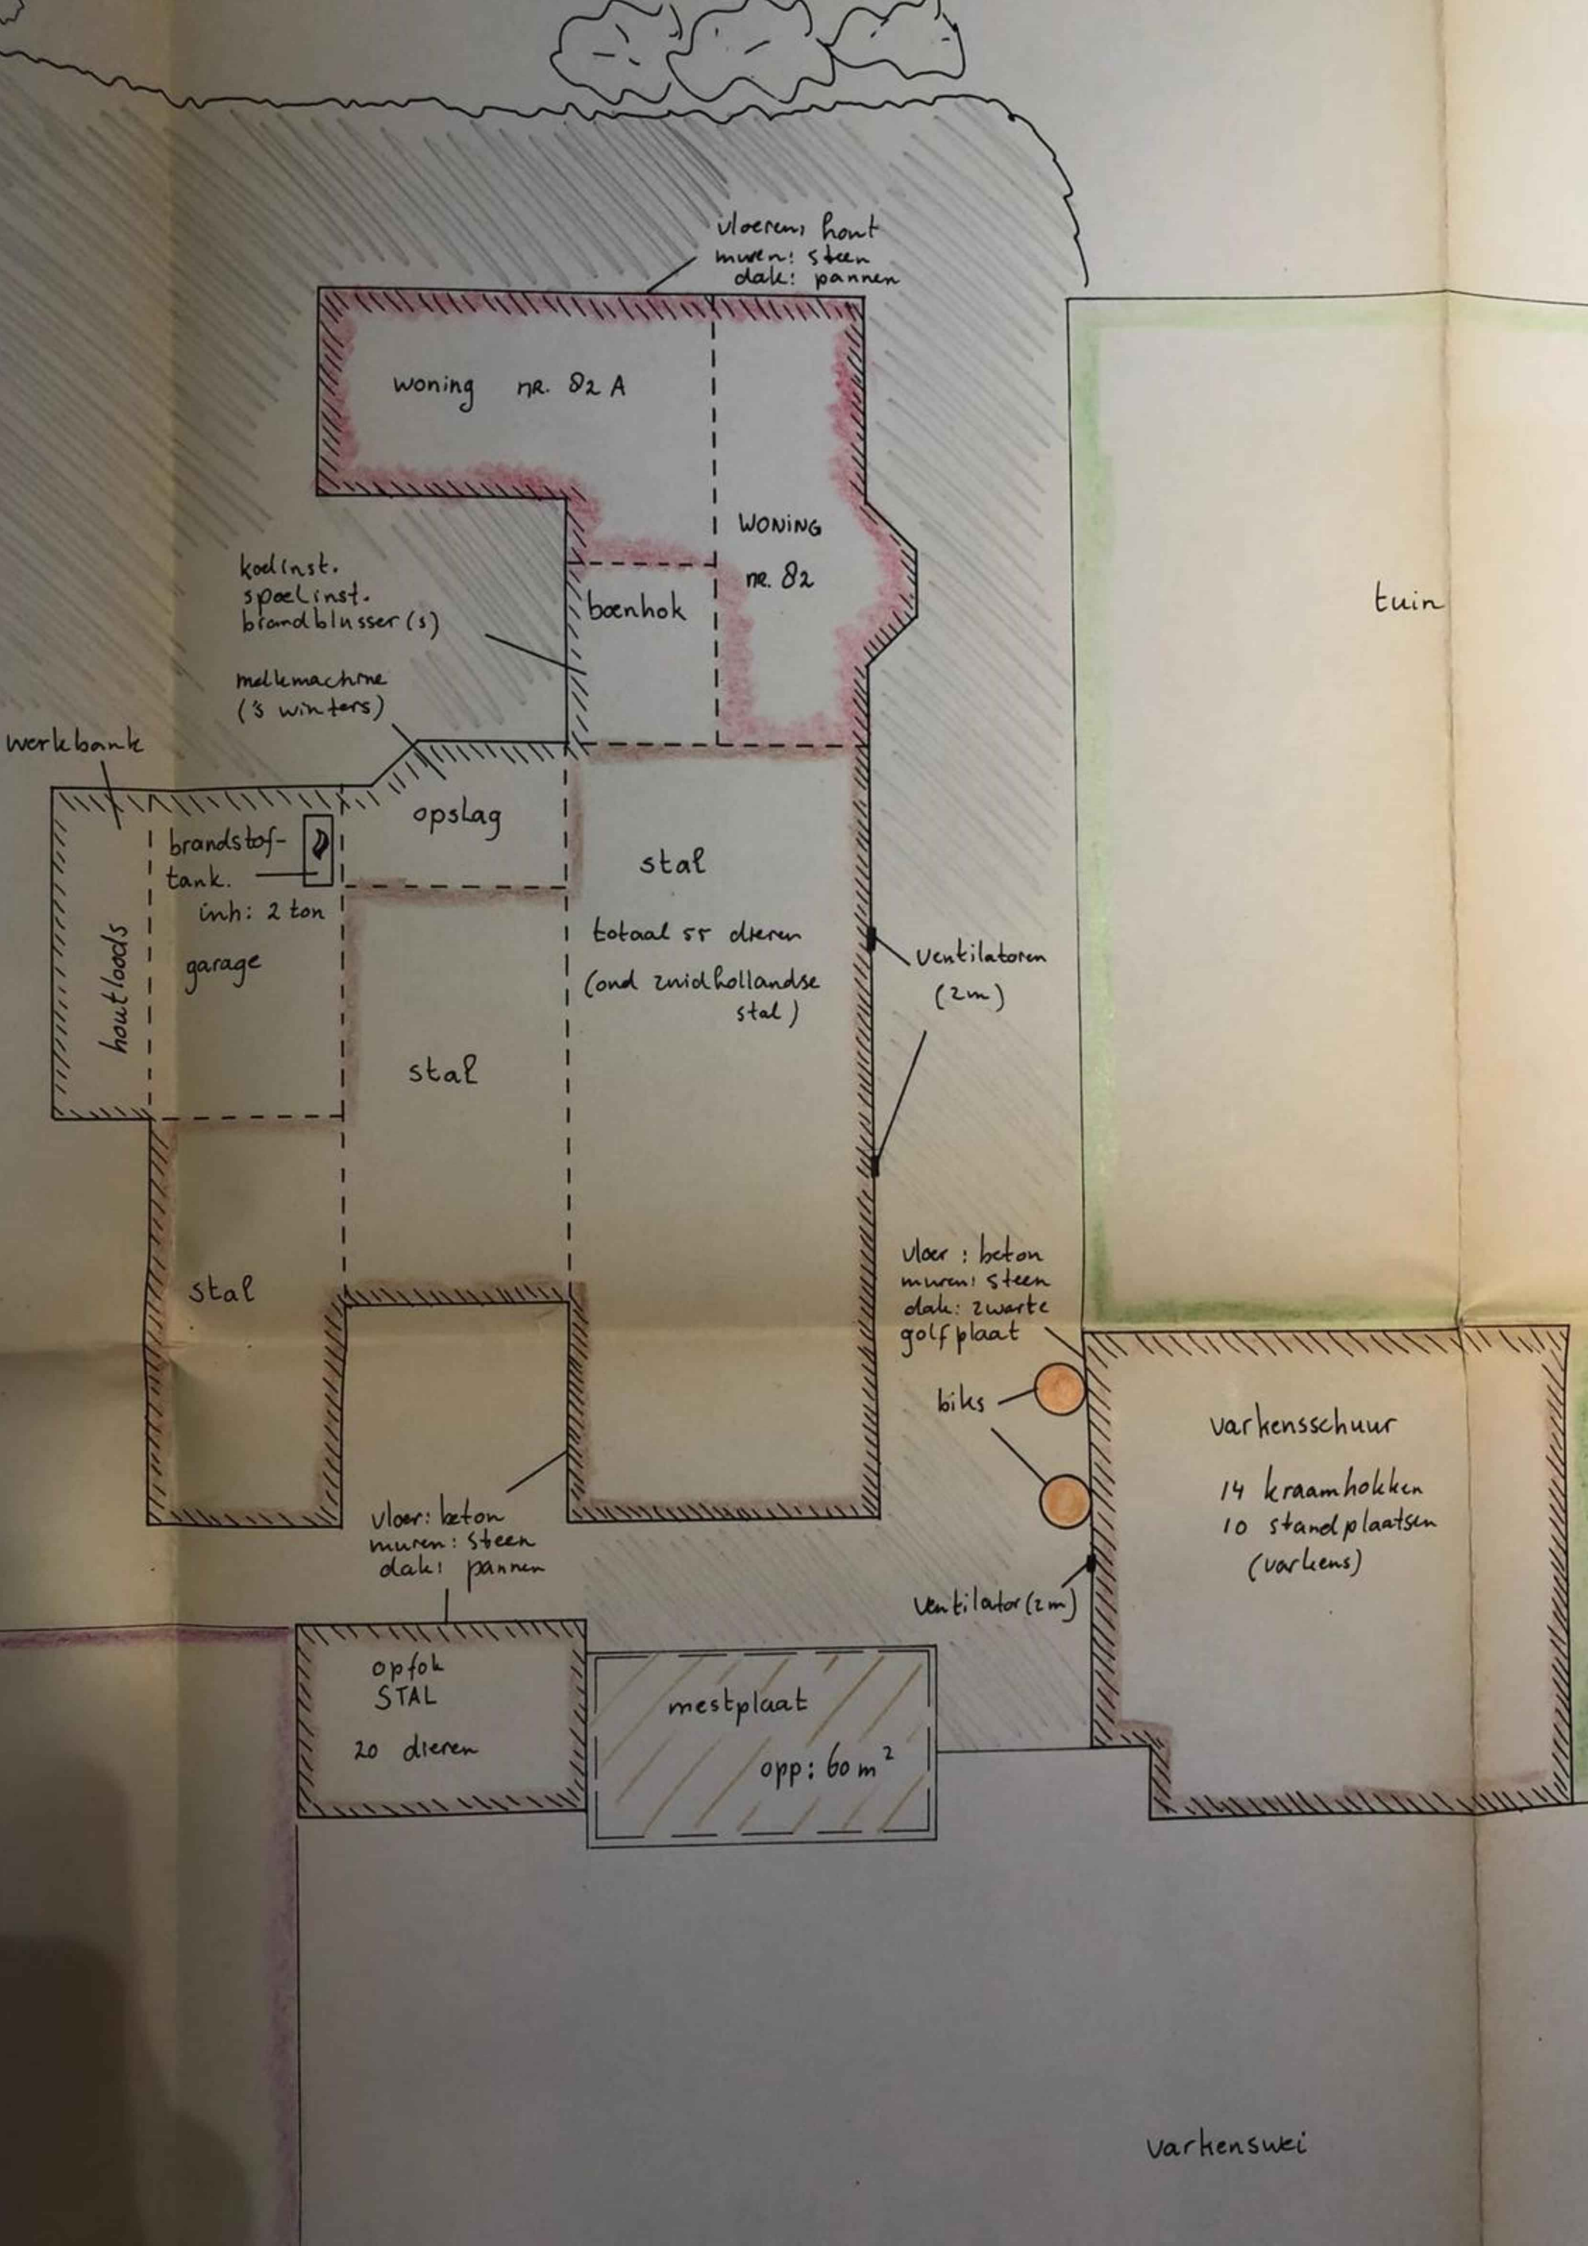 vloeren: hout
muren: steen
dak: pannen
woning nr. 82 A
WONING
nr. 82
koelinst.
spoelinst.
brandblusser(s)
boenhok
melkmachine
('s winters)
werkbank
opslag
brandstof-
tank.
inh: 2 ton
garage
houtloods
stal
totaal 55 dieren
(oud zuidhollandse
stal)
ventilatoren
(2m)
stal
stal
tuin
vloer: beton
muren: steen
dak: zwarte
golfplaat
biks
varkensschuur
14 kraamhokken
10 standplaatsen
(varkens)
ventilator (2m)
vloer: beton
muren: steen
dak: pannen
opfok
STAL
20 dieren
mestplaat
opp: 60 m²
varkenswei